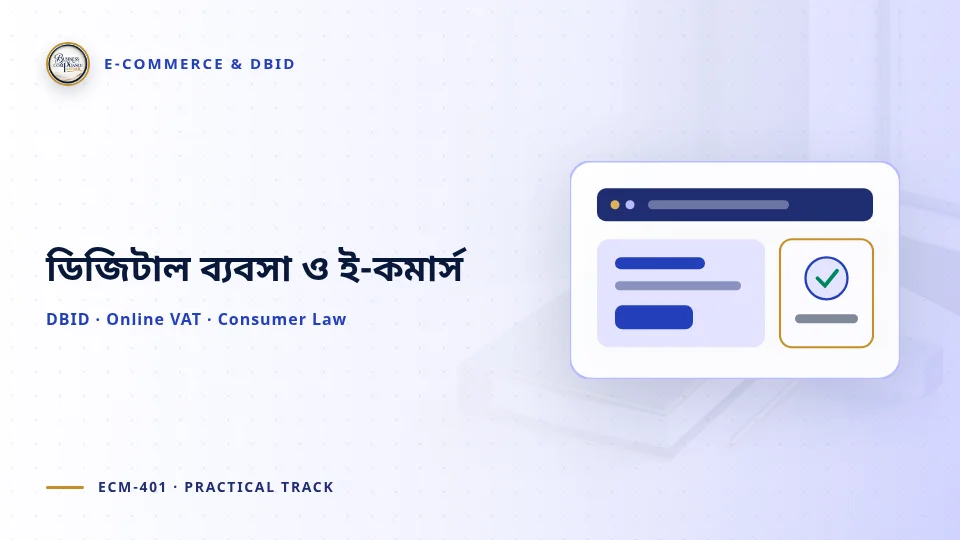 E-COMMERCE & DBID
ডিজিটাল ব্যবসা ও ই-কমার্স
DBID · Online VAT · Consumer Law
ECM-401 · PRACTICAL TRACK